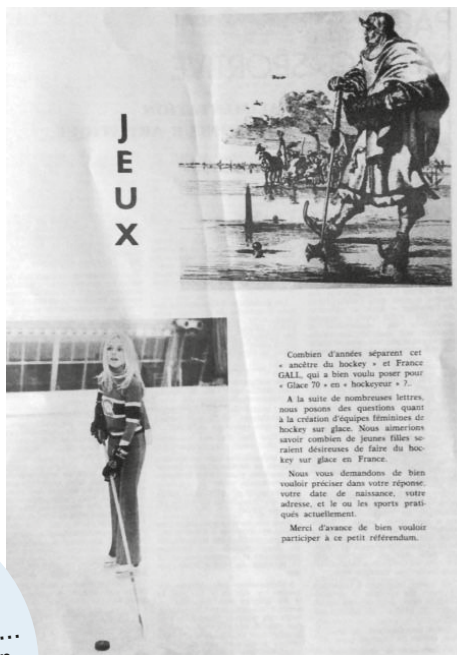 J
E
U
X
Combien d'années séparent cet
« ancêtre du hockey » et France
GALL, qui a bien voulu poser pour
« Glace 70 » en « hockeyeur » ?.
A la suite de nombreuses lettres,
nous posons des questions quant
à la création d'équipes féminines de
hockey sur glace. Nous aimerions
savoir combien de jeunes filles se-
raient désireuses de faire du hoc-
key sur glace en France.
Nous vous demandons de bien
vouloir préciser dans votre réponse,
votre date de naissance, votre
adresse, et le ou les sports prati-
qués actuellement.
Merci d'avance de bien vouloir
participer à ce petit référendum.
...